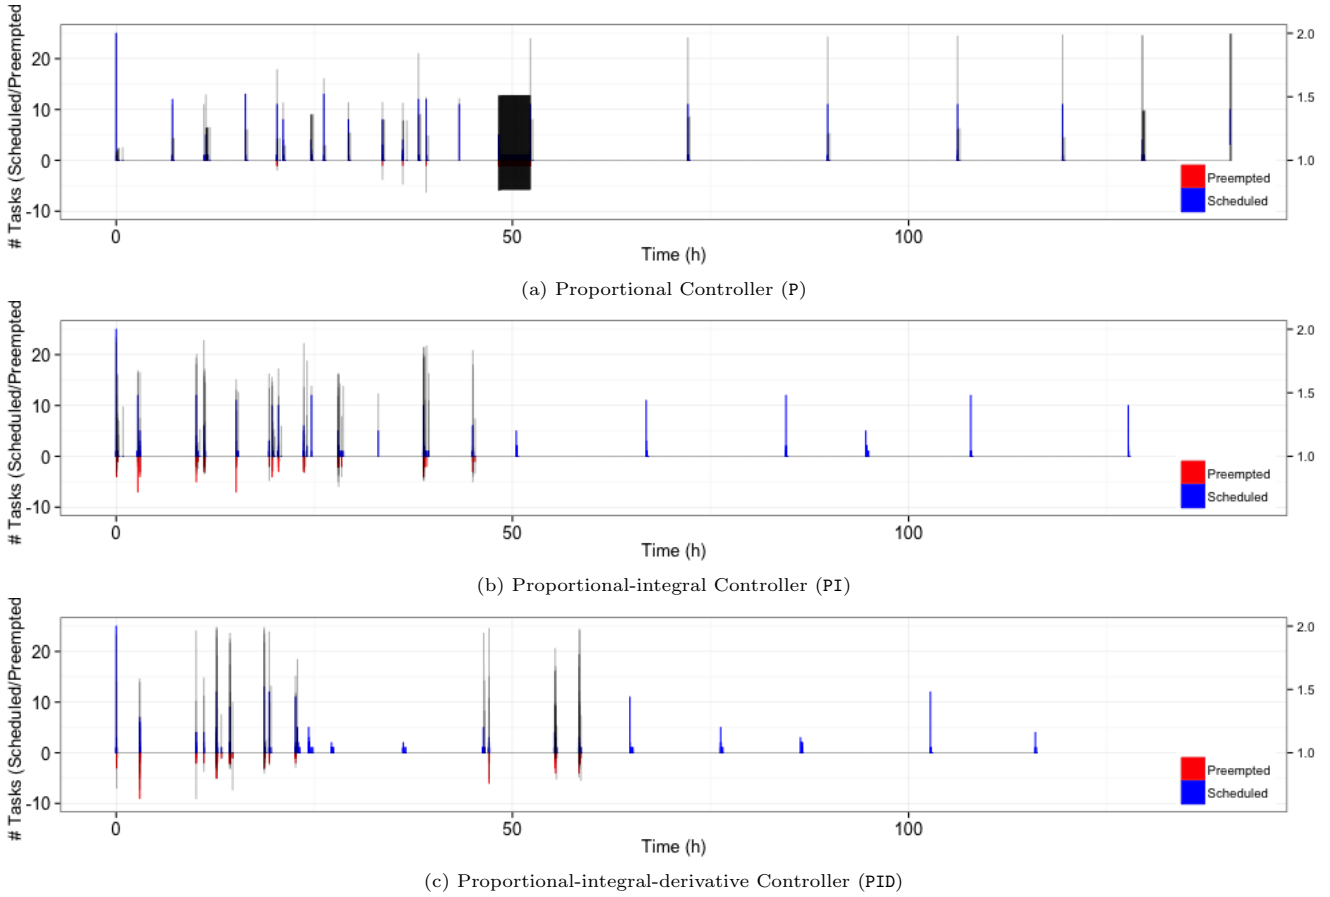 # Tasks (Scheduled/Preempted
20
10
0
-10
2.0
1.5
1.0
Preempted
Scheduled
0
50
100
Time (h)
(a) Proportional Controller (P)
# Tasks (Scheduled/Preempted
20
10
0
-10
2.0
1.5
1.0
Preempted
Scheduled
0
50
100
Time (h)
(b) Proportional-integral Controller (PI)
# Tasks (Scheduled/Preempted
20
10
0
-10
2.0
1.5
1.0
Preempted
Scheduled
0
50
100
Time (h)
(c) Proportional-integral-derivative Controller (PID)